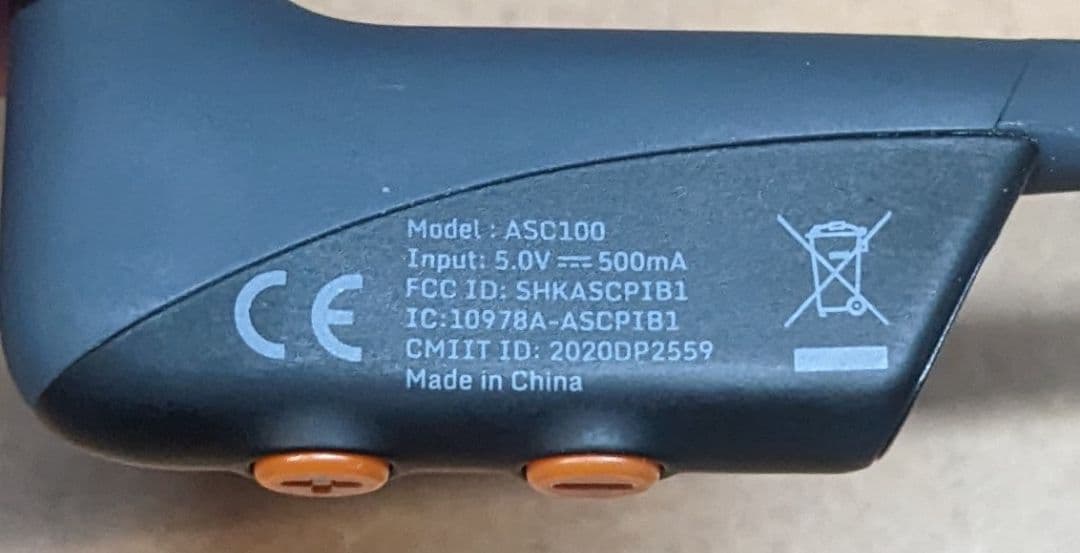 Model : ASC100
Input: 5.0V ⎓ 500mA
FCC ID: SHKASCPIB1
IC:10978A-ASCPIB1
CMIIT ID: 2020DP2559
Made in China
CE